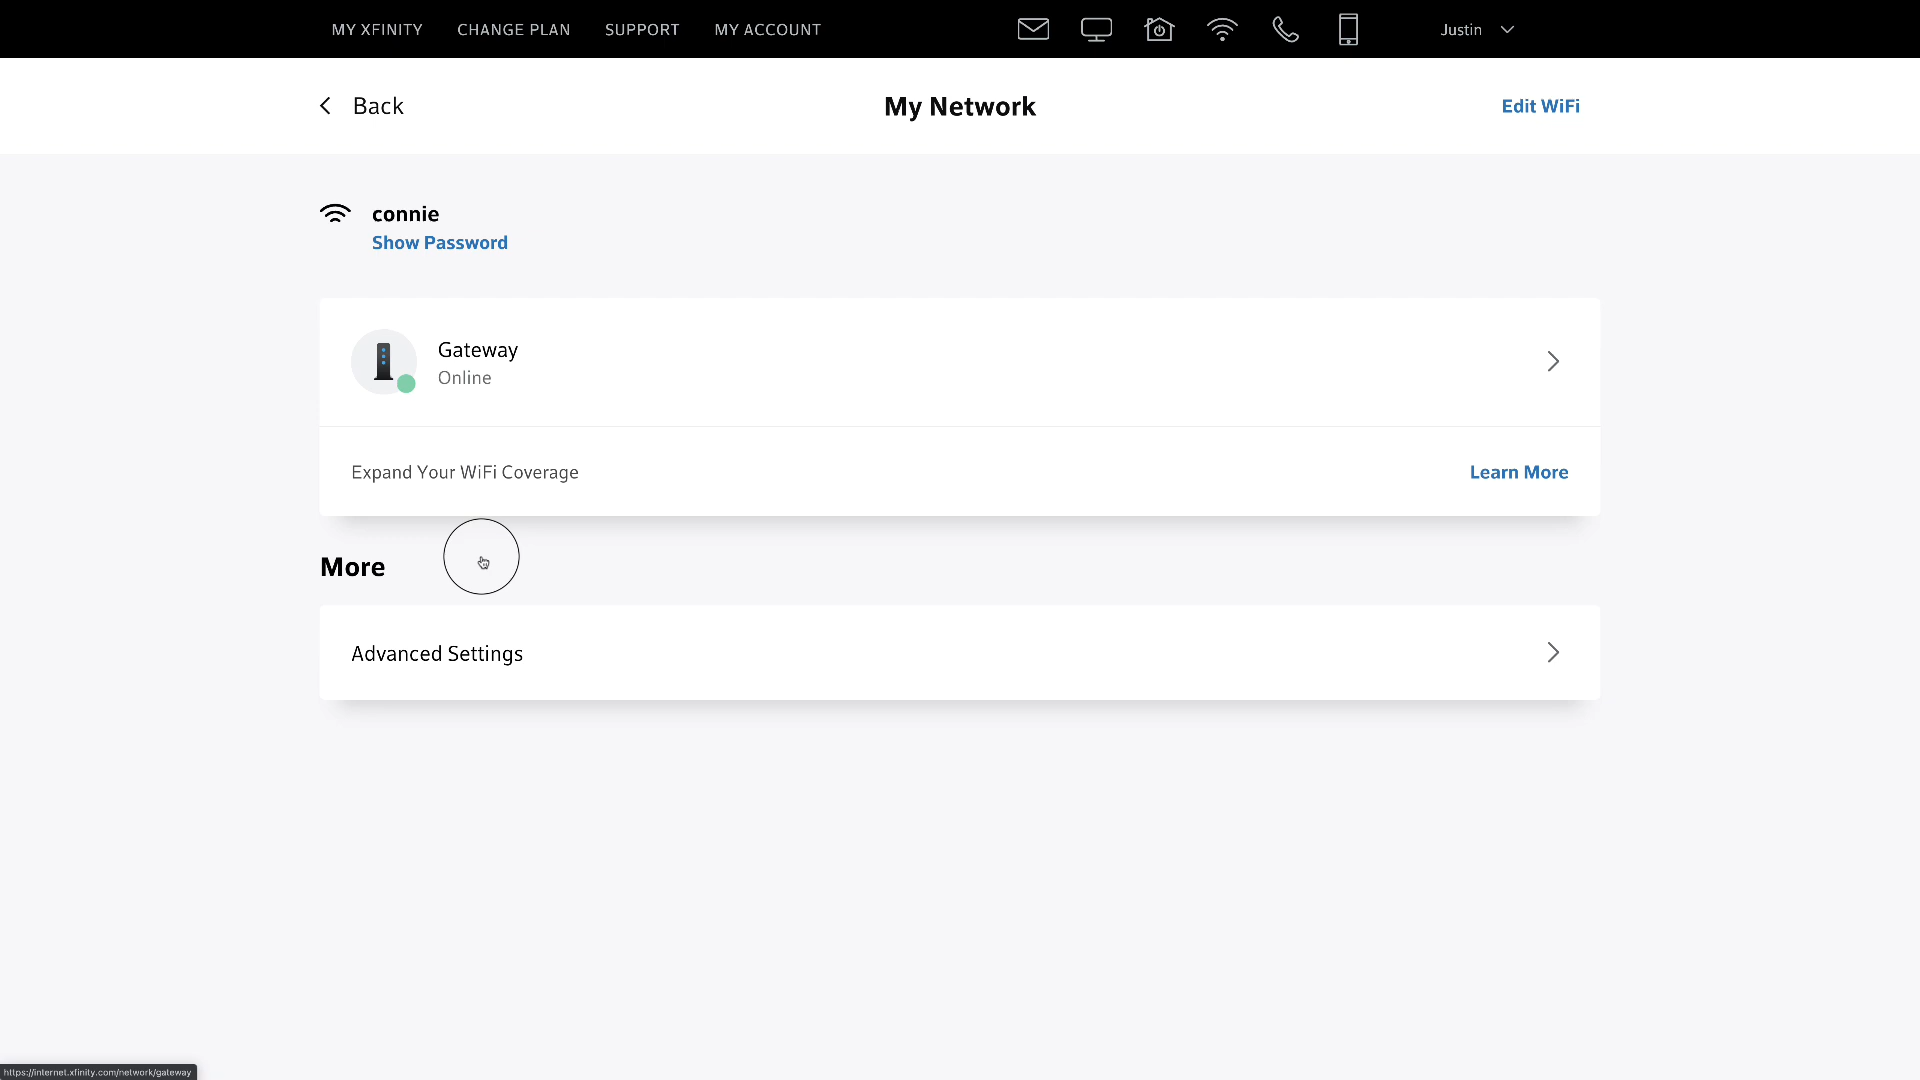 MY XFINITY CHANGE PLAN SUPPORT MY ACCOUNT Justin
Back My Network Edit WiFi
connie
Show Password
Gateway
Online
Expand Your WiFi Coverage Learn More
More
Advanced Settings
https://internet.xfinity.com/network/gateway